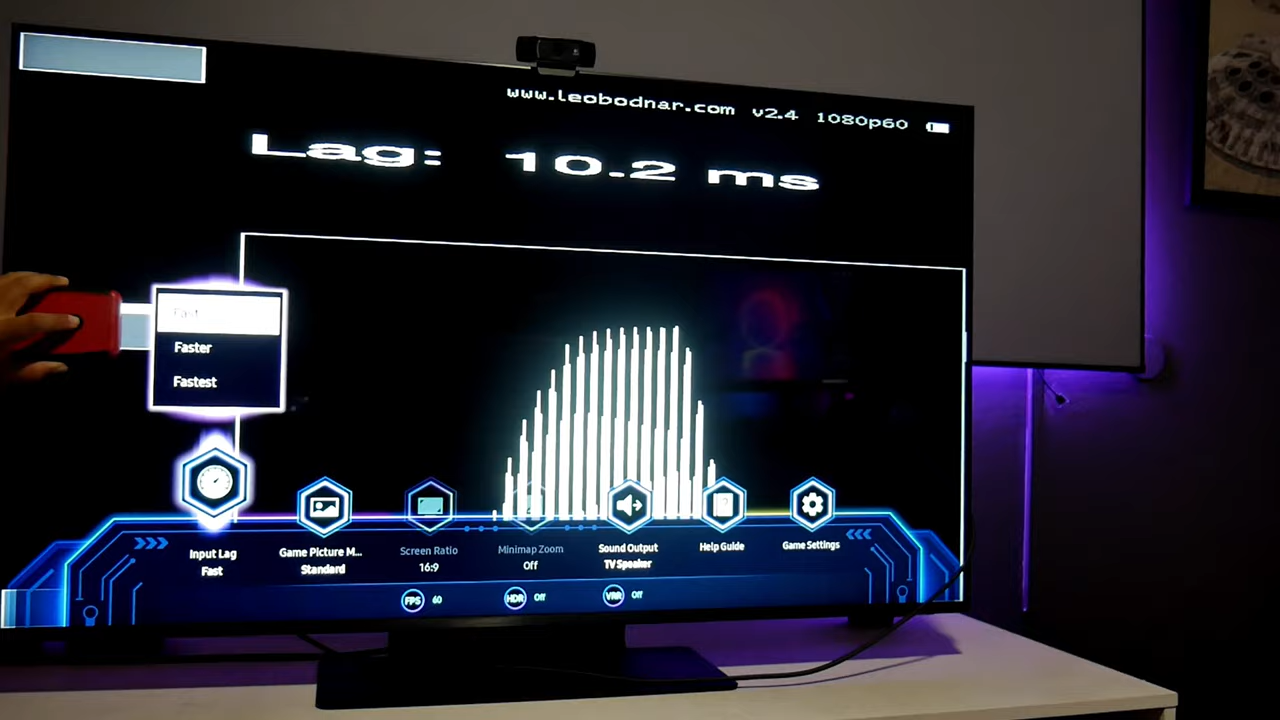 www.leobodnar.com v2.4 1080p60
Lag: 10.2 ms
Fast
Faster
Fastest
Input Lag
Fast
Game Picture M...
Standard
Screen Ratio
16:9
Minimap Zoom
Off
Sound Output
TV Speaker
Help Guide
Game Settings
FPS 60
HDR Off
VRR Off